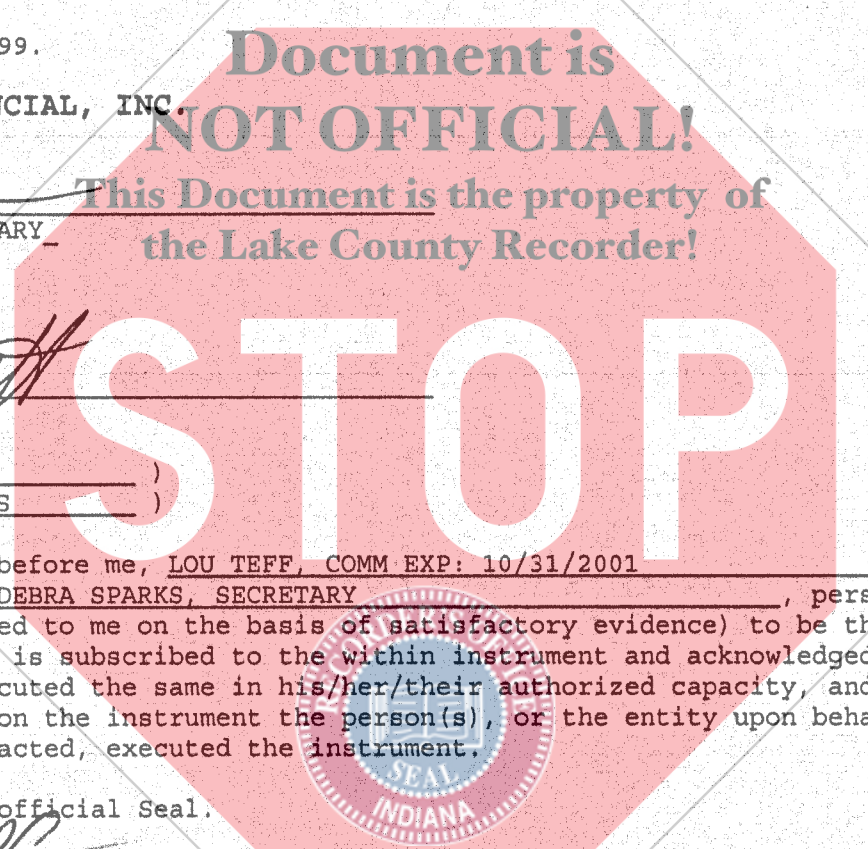 99.
Document is
NCIAL, INC.
NOT OFFICIAL!
This Document is the property of
ARY
the Lake County Recorder!
STOP
)
S )
before me, LOU TEFF, COMM EXP: 10/31/2001
DEBRA SPARKS, SECRETARY , pers
ed to me on the basis of satisfactory evidence) to be th
is subscribed to the within instrument and acknowledged
cuted the same in his/her/their authorized capacity, and
on the instrument the person(s), or the entity upon beha
acted, executed the instrument.
RECORDER'S OFFICE
SEAL
INDIANA
official Seal.